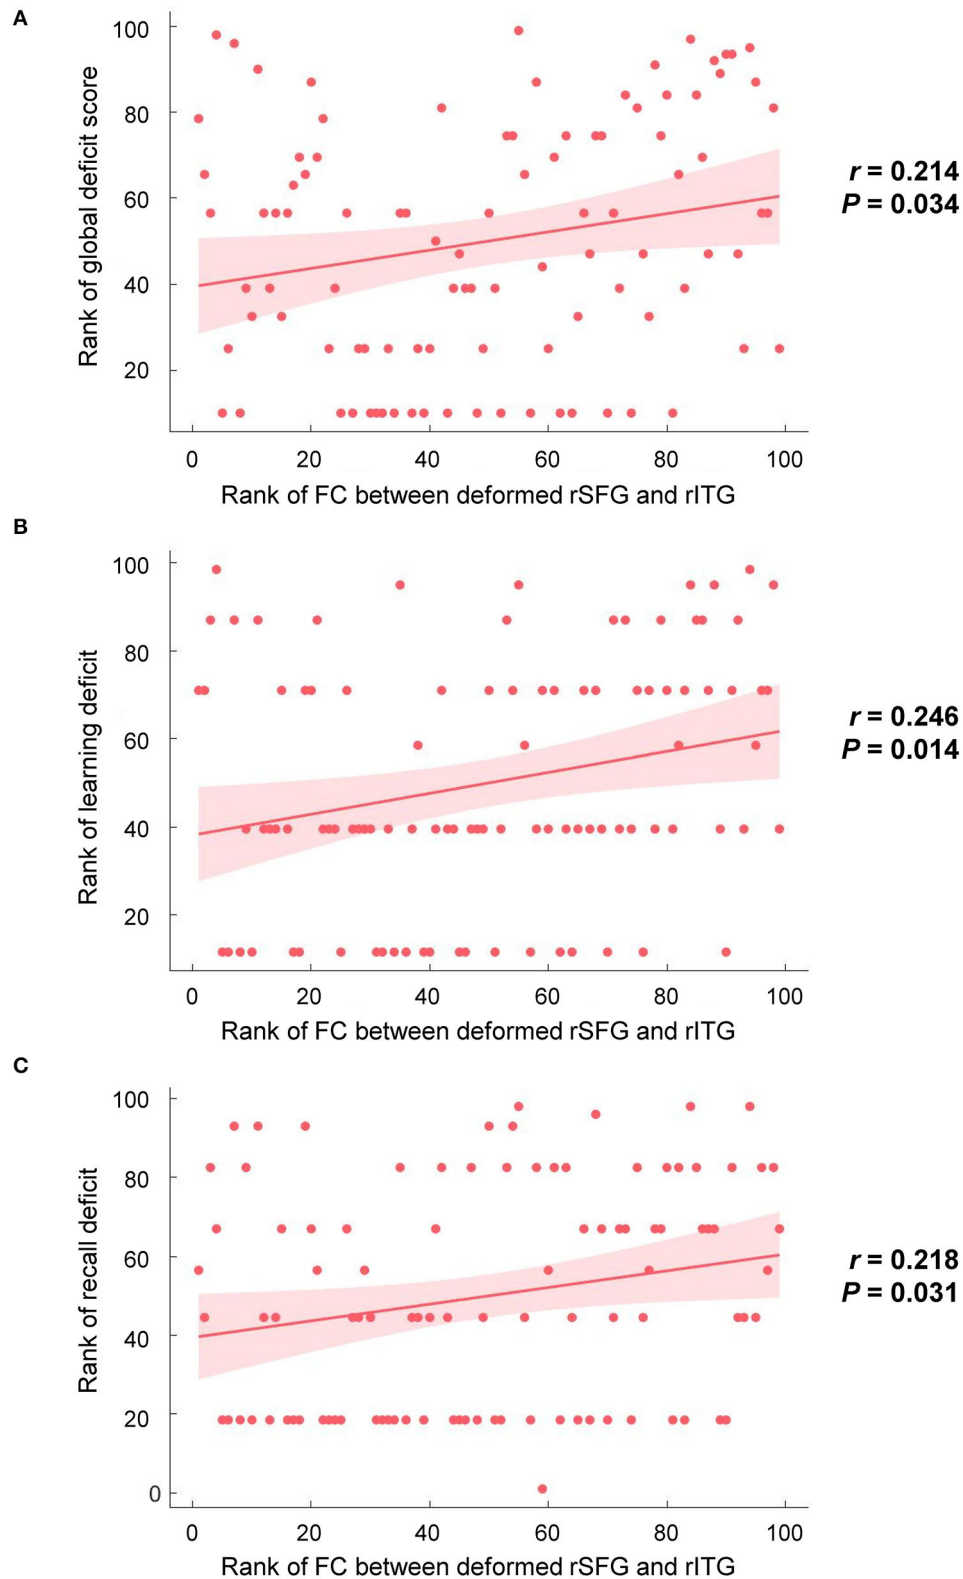 A
100
80
60
40
20
Rank of global deficit score
r = 0.214
P = 0.034
0 20 40 60 80 100
Rank of FC between deformed rSFG and rITG
B
100
80
60
40
20
Rank of learning deficit
r = 0.246
P = 0.014
0 20 40 60 80 100
Rank of FC between deformed rSFG and rITG
C
100
80
60
40
20
0
Rank of recall deficit
r = 0.218
P = 0.031
0 20 40 60 80 100
Rank of FC between deformed rSFG and rITG